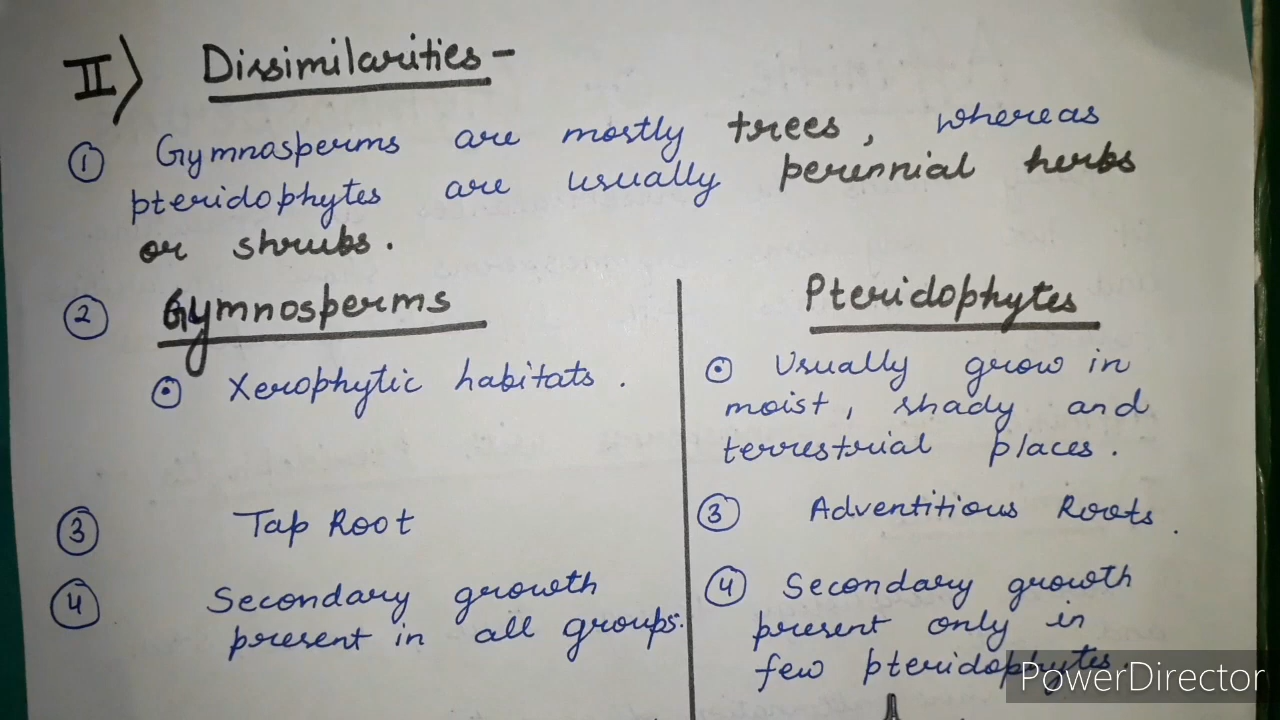 II) Dissimilarities -
① Gymnosperms are mostly trees, whereas
pteridophytes are usually perennial herbs
or shrubs.
② Gymnosperms
⊙ Xerophytic habitats.
③ Tap Root
④ Secondary growth
present in all groups.
Pteridophytes
⊙ Usually grow in
moist, shady and
terrestrial places.
③ Adventitious Roots.
④ Secondary growth
present only in
few pteridophytes.
PowerDirector